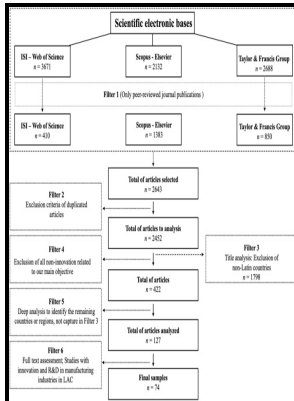 Scientific electronic bases
ISI – Web of Science
n = 3671
Scopus - Elsevier
n = 2132
Taylor & Francis Group
n = 2688
Filter 1 (Only peer-reviewed journal publications )
ISI – Web of Science
n = 410
Scopus - Elsevier
n = 1383
Taylor & Francis Group
n = 850
Total of articles selected
n = 2643
Filter 2
Exclusion criteria of duplicated
articles
Total of articles to analysis
n = 2452
Filter 4
Exclusion of all non-innovation related
to our main objective
Filter 3
Title analysis: Exclusion of
non-Latin countries
n = 1798
Total of articles
n = 422
Filter 5
Deep analysis to identify the remaining
countries or regions, not capture in Filter 3
Total of articles analyzed
n = 127
Filter 6
Full text assessment; Studies with
innovation and R&D in manufacturing
industries in LAC
Final samples
n = 74